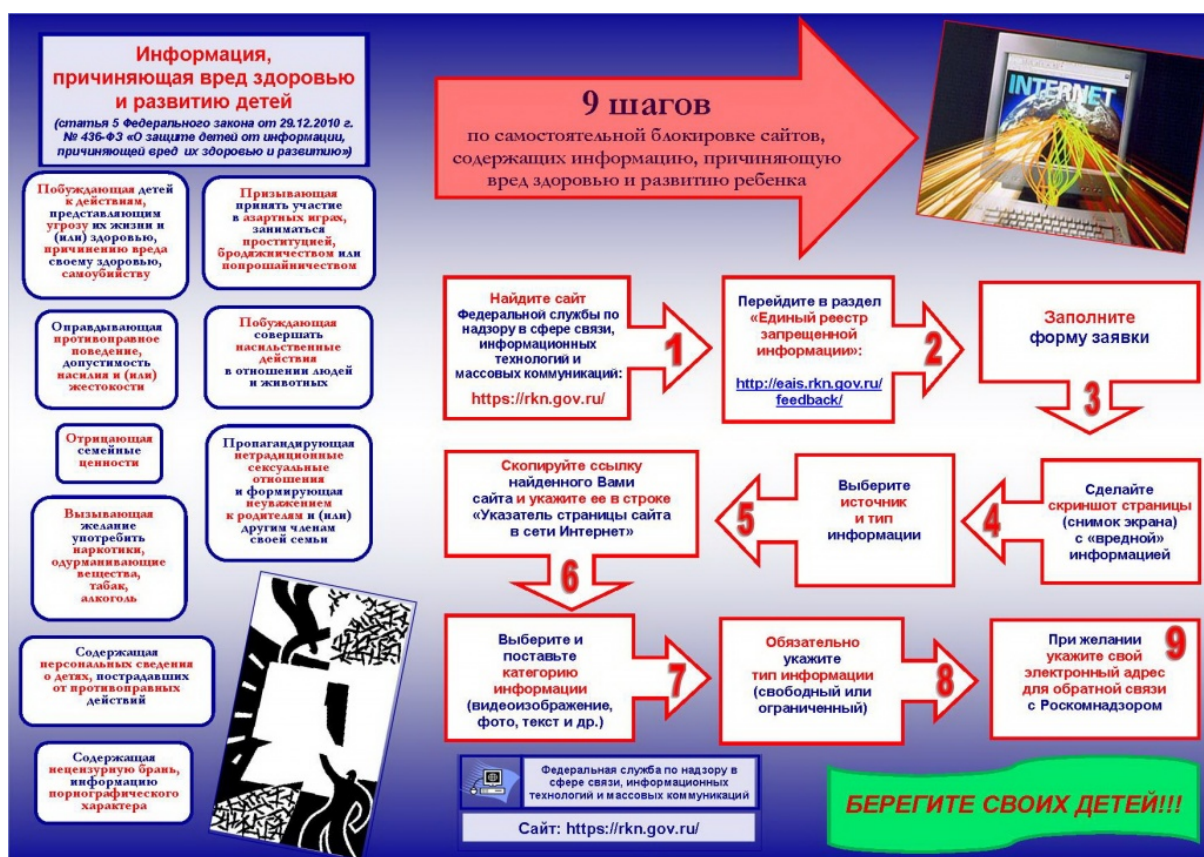 Информация,
причиняющая вред здоровью
и развитию детей
(статья 5 Федерального закона от 29.12.2010 г.
№ 436-ФЗ «О защите детей от информации,
причиняющей вред их здоровью и развитию»)
Побуждающая детей
к действиям,
представляющим
угрозу их жизни и
(или) здоровью,
причинению вреда
своему здоровью,
самоубийству
Призывающая
принять участие
в азартных играх,
заниматься
проституцией,
бродяжничеством или
попрошайничеством
Оправдывающая
противоправное
поведение,
допустимость
насилия и (или)
жестокости
Побуждающая
совершать
насильственные
действия
в отношении людей
и животных
Отрицающая
семейные
ценности
Пропагандирующая
нетрадиционные
сексуальные
отношения
и формирующая
неуважением
к родителям и (или)
другим членам
своей семьи
Вызывающая
желание
употребить
наркотики,
одурманивающие
вещества,
табак,
алкоголь
Содержащая
персональных сведения
о детях, пострадавших
от противоправных
действий
Содержащая
нецензурную брань,
информацию
порнографического
характера
9 шагов
по самостоятельной блокировке сайтов,
содержащих информацию, причиняющую
вред здоровью и развитию ребенка
INTERNET
Найдите сайт
Федеральной службы по
надзору в сфере связи,
информационных
технологий и
массовых коммуникаций:
https://rkn.gov.ru/
1
Перейдите в раздел
«Единый реестр
запрещенной
информации»:
http://eais.rkn.gov.ru/
feedback/
2
Заполните
форму заявки
3
Сделайте
скриншот страницы
(снимок экрана)
с «вредной»
информацией
4
Выберите
источник
и тип
информации
5
Скопируйте ссылку
найденного Вами
сайта и укажите ее в строке
«Указатель страницы сайта
в сети Интернет»
6
Выберите и
поставьте
категорию
информации
(видеоизображение,
фото, текст и др.)
7
Обязательно
укажите
тип информации
(свободный или
ограниченный)
8
При желании
укажите свой
электронный адрес
для обратной связи
с Роскомнадзором
9
Федеральная служба по надзору в
сфере связи, информационных
технологий и массовых коммуникаций
Сайт: https://rkn.gov.ru/
БЕРЕГИТЕ СВОИХ ДЕТЕЙ!!!